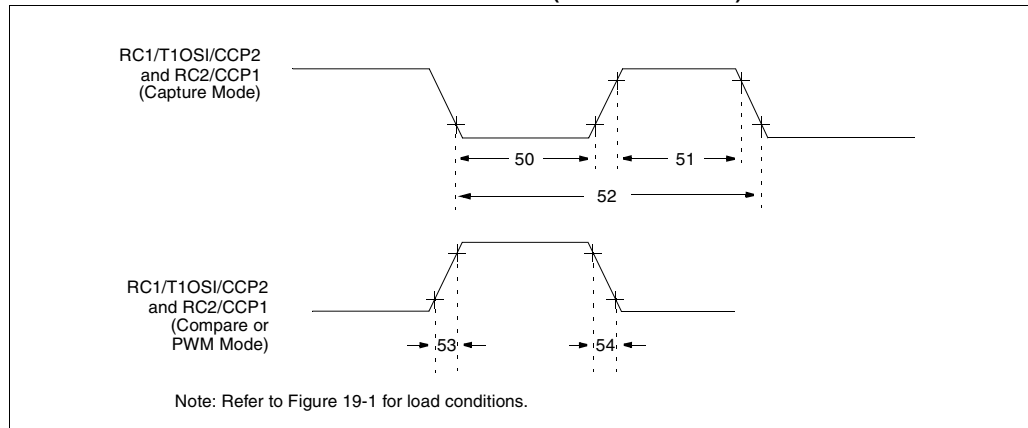 RC1/T1OSI/CCP2
and RC2/CCP1
(Capture Mode)
50
51
52
RC1/T1OSI/CCP2
and RC2/CCP1
(Compare or
PWM Mode)
53
54
Note: Refer to Figure 19-1 for load conditions.